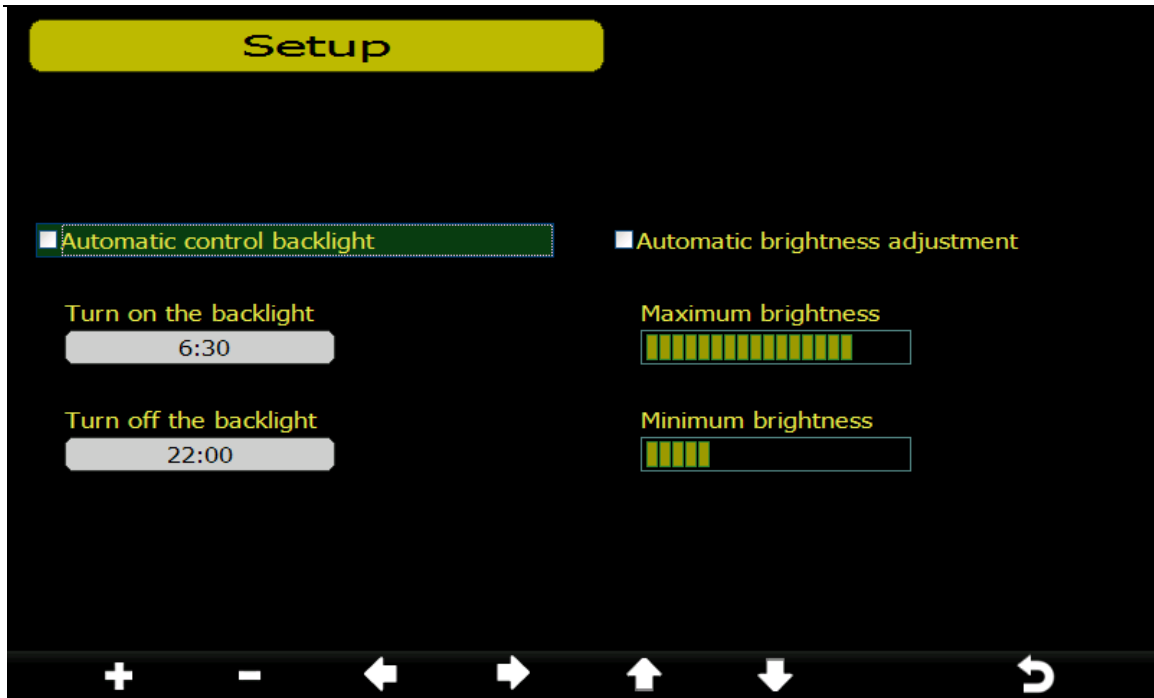 Setup
Automatic control backlight
Automatic brightness adjustment
Turn on the backlight
6:30
Maximum brightness
Turn off the backlight
22:00
Minimum brightness